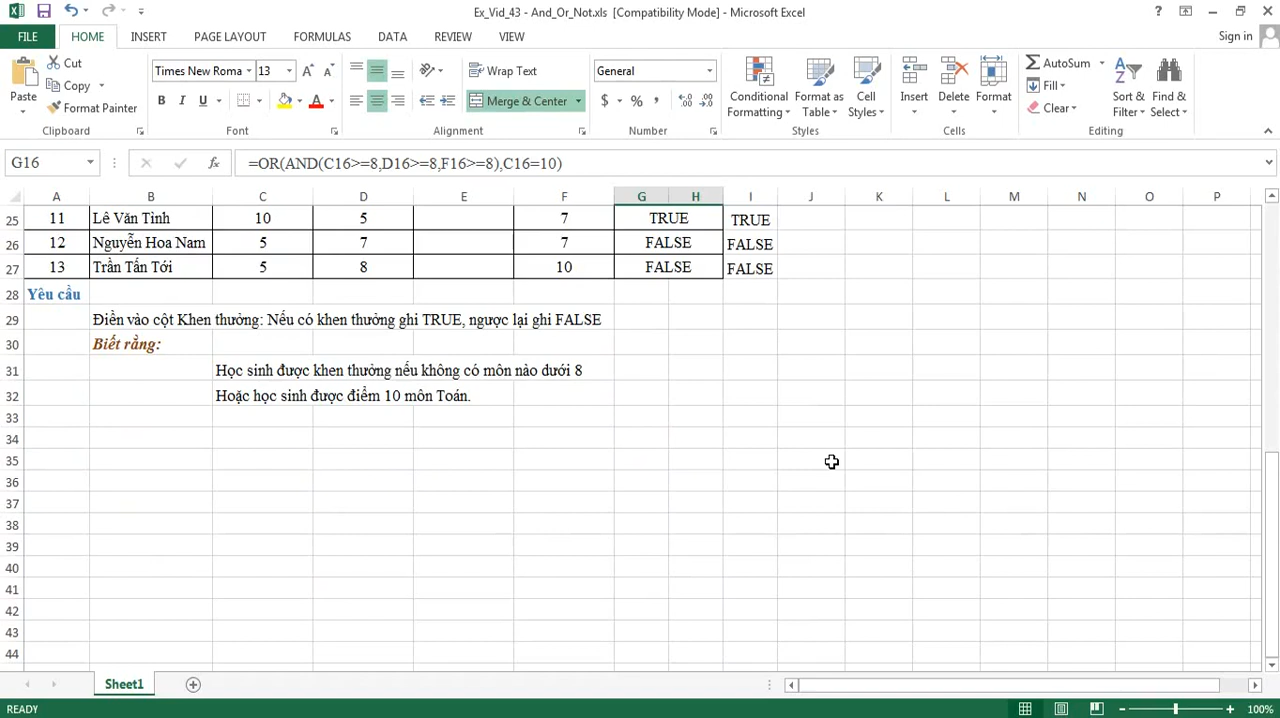 Ex_Vid_43 - And_Or_Not.xls [Compatibility Mode] - Microsoft Excel
FILE HOME INSERT PAGE LAYOUT FORMULAS DATA REVIEW VIEW Sign in
Paste Cut Copy Format Painter Clipboard
Times New Roma 13 B I U A Font
Wrap Text Merge & Center Alignment
General $ % , Number
Conditional Formatting Format as Table Cell Styles Styles
Insert Delete Format Cells
AutoSum Fill Clear Sort & Filter Find & Select Editing
G16 fx =OR(AND(C16>=8,D16>=8,F16>=8),C16=10)
A B C D E F G H I J K L M N O P
25 11 Lê Văn Tình 10 5 7 TRUE TRUE
26 12 Nguyễn Hoa Nam 5 7 7 FALSE FALSE
27 13 Trần Tấn Tới 5 8 10 FALSE FALSE
28 Yêu cầu
29 Điền vào cột Khen thưởng: Nếu có khen thưởng ghi TRUE, ngược lại ghi FALSE
30 Biết rằng:
31 Học sinh được khen thưởng nếu không có môn nào dưới 8
32 Hoặc học sinh được điểm 10 môn Toán.
33
34
35
36
37
38
39
40
41
42
43
44
Sheet1
READY 100%